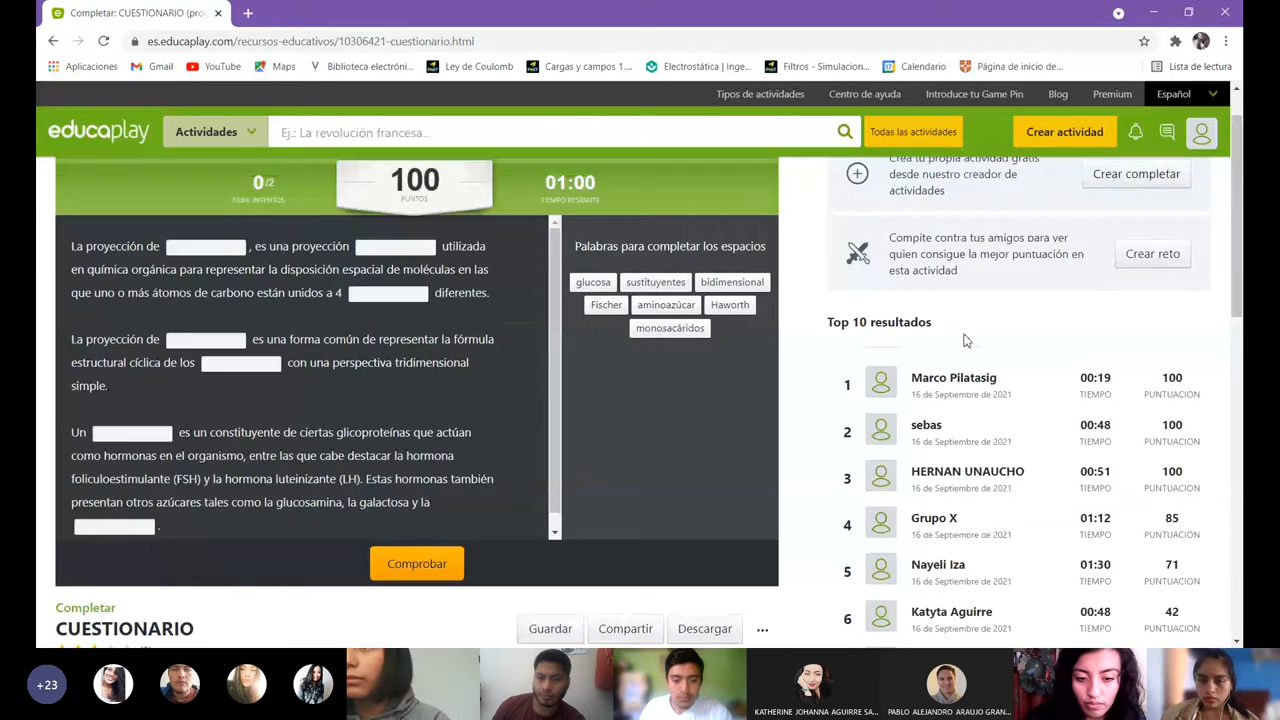 Completar: CUESTIONARIO (pro
es.educaplay.com/recursos-educativos/10306421-cuestionario.html
Aplicaciones Gmail YouTube Maps Biblioteca electróni... Ley de Coulomb Cargas y campos 1.... Electrostática | Inge... Filtros - Simulacion... Calendario Página de inicio de... Lista de lectura
Tipos de actividades Centro de ayuda Introduce tu Game Pin Blog Premium Español
educaplay Actividades Ej.: La revolución francesa... Todas las actividades Crear actividad
0/2
NUM. INTENTOS
100
PUNTOS
01:00
TIEMPO RESTANTE
La proyección de , es una proyección utilizada
en química orgánica para representar la disposición espacial de moléculas en las
que uno o más átomos de carbono están unidos a 4 diferentes.
La proyección de es una forma común de representar la fórmula
estructural cíclica de los con una perspectiva tridimensional
simple.
Un es un constituyente de ciertas glicoproteínas que actúan
como hormonas en el organismo, entre las que cabe destacar la hormona
foliculoestimulante (FSH) y la hormona luteinizante (LH). Estas hormonas también
presentan otros azúcares tales como la glucosamina, la galactosa y la
.
Palabras para completar los espacios
glucosa sustituyentes bidimensional
Fischer aminoazúcar Haworth
monosacáridos
Comprobar
Completar
CUESTIONARIO
Guardar Compartir Descargar ...
Crea tu propia actividad gratis
desde nuestro creador de
actividades
Crear completar
Compite contra tus amigos para ver
quien consigue la mejor puntuación en
esta actividad
Crear reto
Top 10 resultados
1 Marco Pilatasig 00:19 100
16 de Septiembre de 2021 TIEMPO PUNTUACION
2 sebas 00:48 100
16 de Septiembre de 2021 TIEMPO PUNTUACION
3 HERNAN UNAUCHO 00:51 100
16 de Septiembre de 2021 TIEMPO PUNTUACION
4 Grupo X 01:12 85
16 de Septiembre de 2021 TIEMPO PUNTUACION
5 Nayeli Iza 01:30 71
16 de Septiembre de 2021 TIEMPO PUNTUACION
6 Katyta Aguirre 00:48 42
16 de Septiembre de 2021 TIEMPO PUNTUACION
+23
KATHERINE JOHANNA AGUIRRE SA... PABLO ALEJANDRO ARAUJO GRAN...